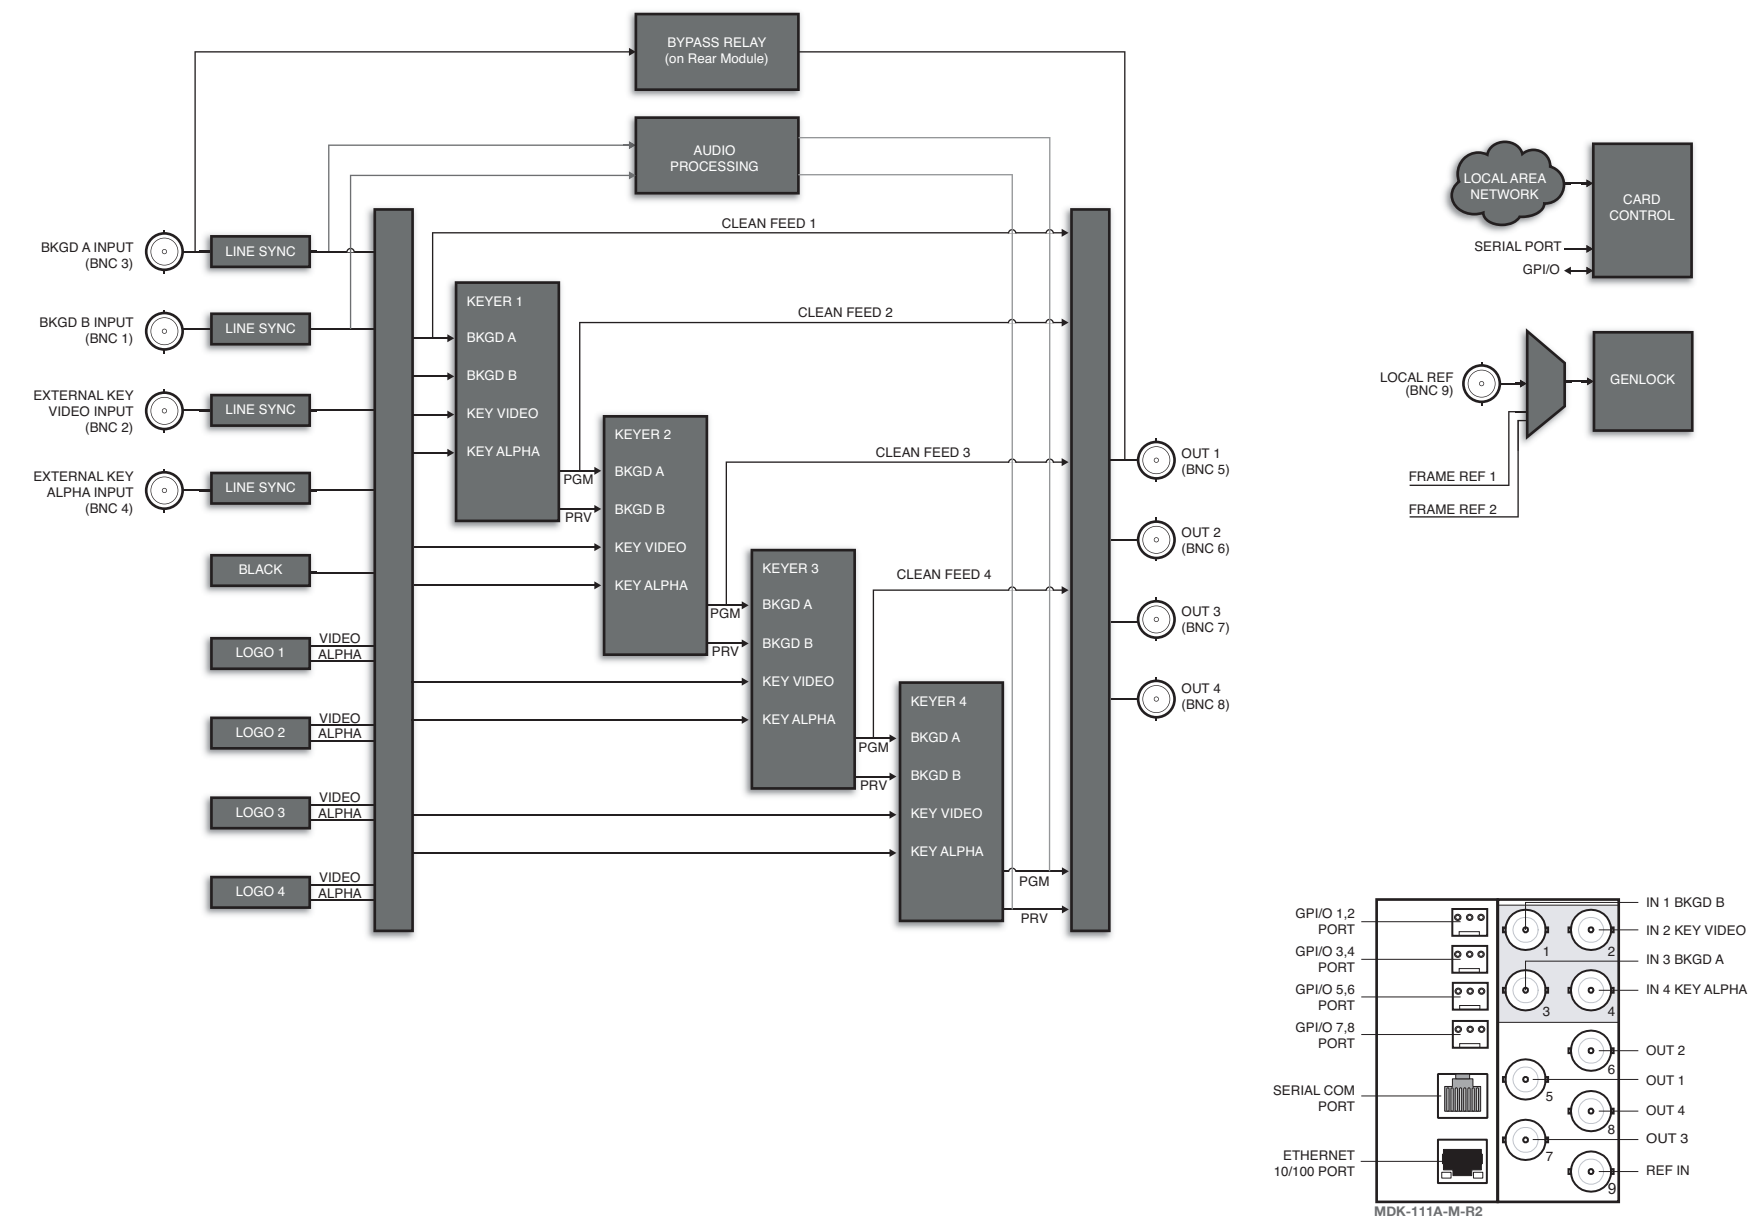 BYPASS RELAY
(on Rear Module)
AUDIO
PROCESSING
BKGD A INPUT
(BNC 3)
LINE SYNC
BKGD B INPUT
(BNC 1)
LINE SYNC
EXTERNAL KEY
VIDEO INPUT
(BNC 2)
LINE SYNC
EXTERNAL KEY
ALPHA INPUT
(BNC 4)
LINE SYNC
BLACK
LOGO 1
VIDEO
ALPHA
LOGO 2
VIDEO
ALPHA
LOGO 3
VIDEO
ALPHA
LOGO 4
VIDEO
ALPHA
CLEAN FEED 1
KEYER 1
BKGD A
BKGD B
KEY VIDEO
KEY ALPHA
PGM
PRV
CLEAN FEED 2
KEYER 2
BKGD A
BKGD B
KEY VIDEO
KEY ALPHA
PGM
PRV
CLEAN FEED 3
KEYER 3
BKGD A
BKGD B
KEY VIDEO
KEY ALPHA
PGM
PRV
CLEAN FEED 4
KEYER 4
BKGD A
BKGD B
KEY VIDEO
KEY ALPHA
PGM
PRV
OUT 1
(BNC 5)
OUT 2
(BNC 6)
OUT 3
(BNC 7)
OUT 4
(BNC 8)
LOCAL AREA
NETWORK
CARD
CONTROL
SERIAL PORT
GPI/O
LOCAL REF
(BNC 9)
GENLOCK
FRAME REF 1
FRAME REF 2
GPI/O 1,2
PORT
GPI/O 3,4
PORT
GPI/O 5,6
PORT
GPI/O 7,8
PORT
SERIAL COM
PORT
ETHERNET
10/100 PORT
1
2
3
4
6
5
8
7
9
IN 1 BKGD B
IN 2 KEY VIDEO
IN 3 BKGD A
IN 4 KEY ALPHA
OUT 2
OUT 1
OUT 4
OUT 3
REF IN
MDK-111A-M-R2